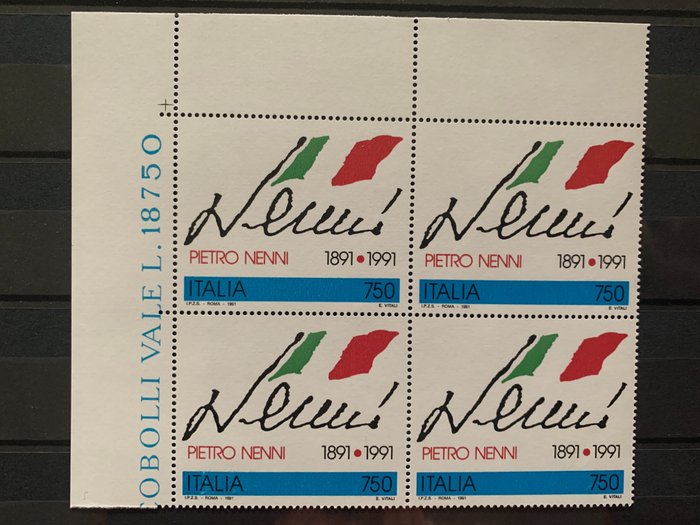 OBOLLI VALE L. 18750
Nenni
PIETRO NENNI 1891 • 1991
ITALIA 750
I.P.Z.S. - ROMA - 1991 E. VITALI
Nenni
PIETRO NENNI 1891 • 1991
ITALIA 750
I.P.Z.S. - ROMA - 1991 E. VITALI
Nenni
PIETRO NENNI 1891 • 1991
ITALIA 750
I.P.Z.S. - ROMA - 1991 E. VITALI
Nenni
PIETRO NENNI 1891 • 1991
ITALIA 750
I.P.Z.S. - ROMA - 1991 E. VITALI